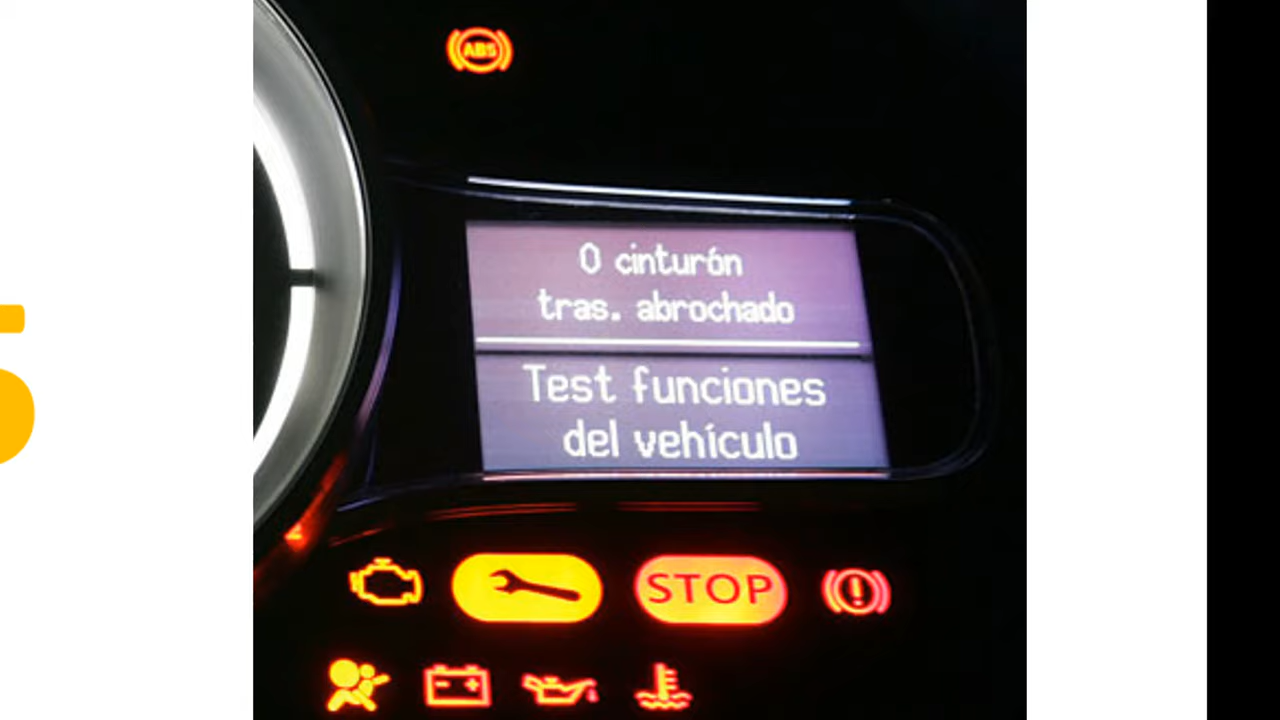 ABS
0 cinturón
tras. abrochado
Test funciones
del vehículo
STOP